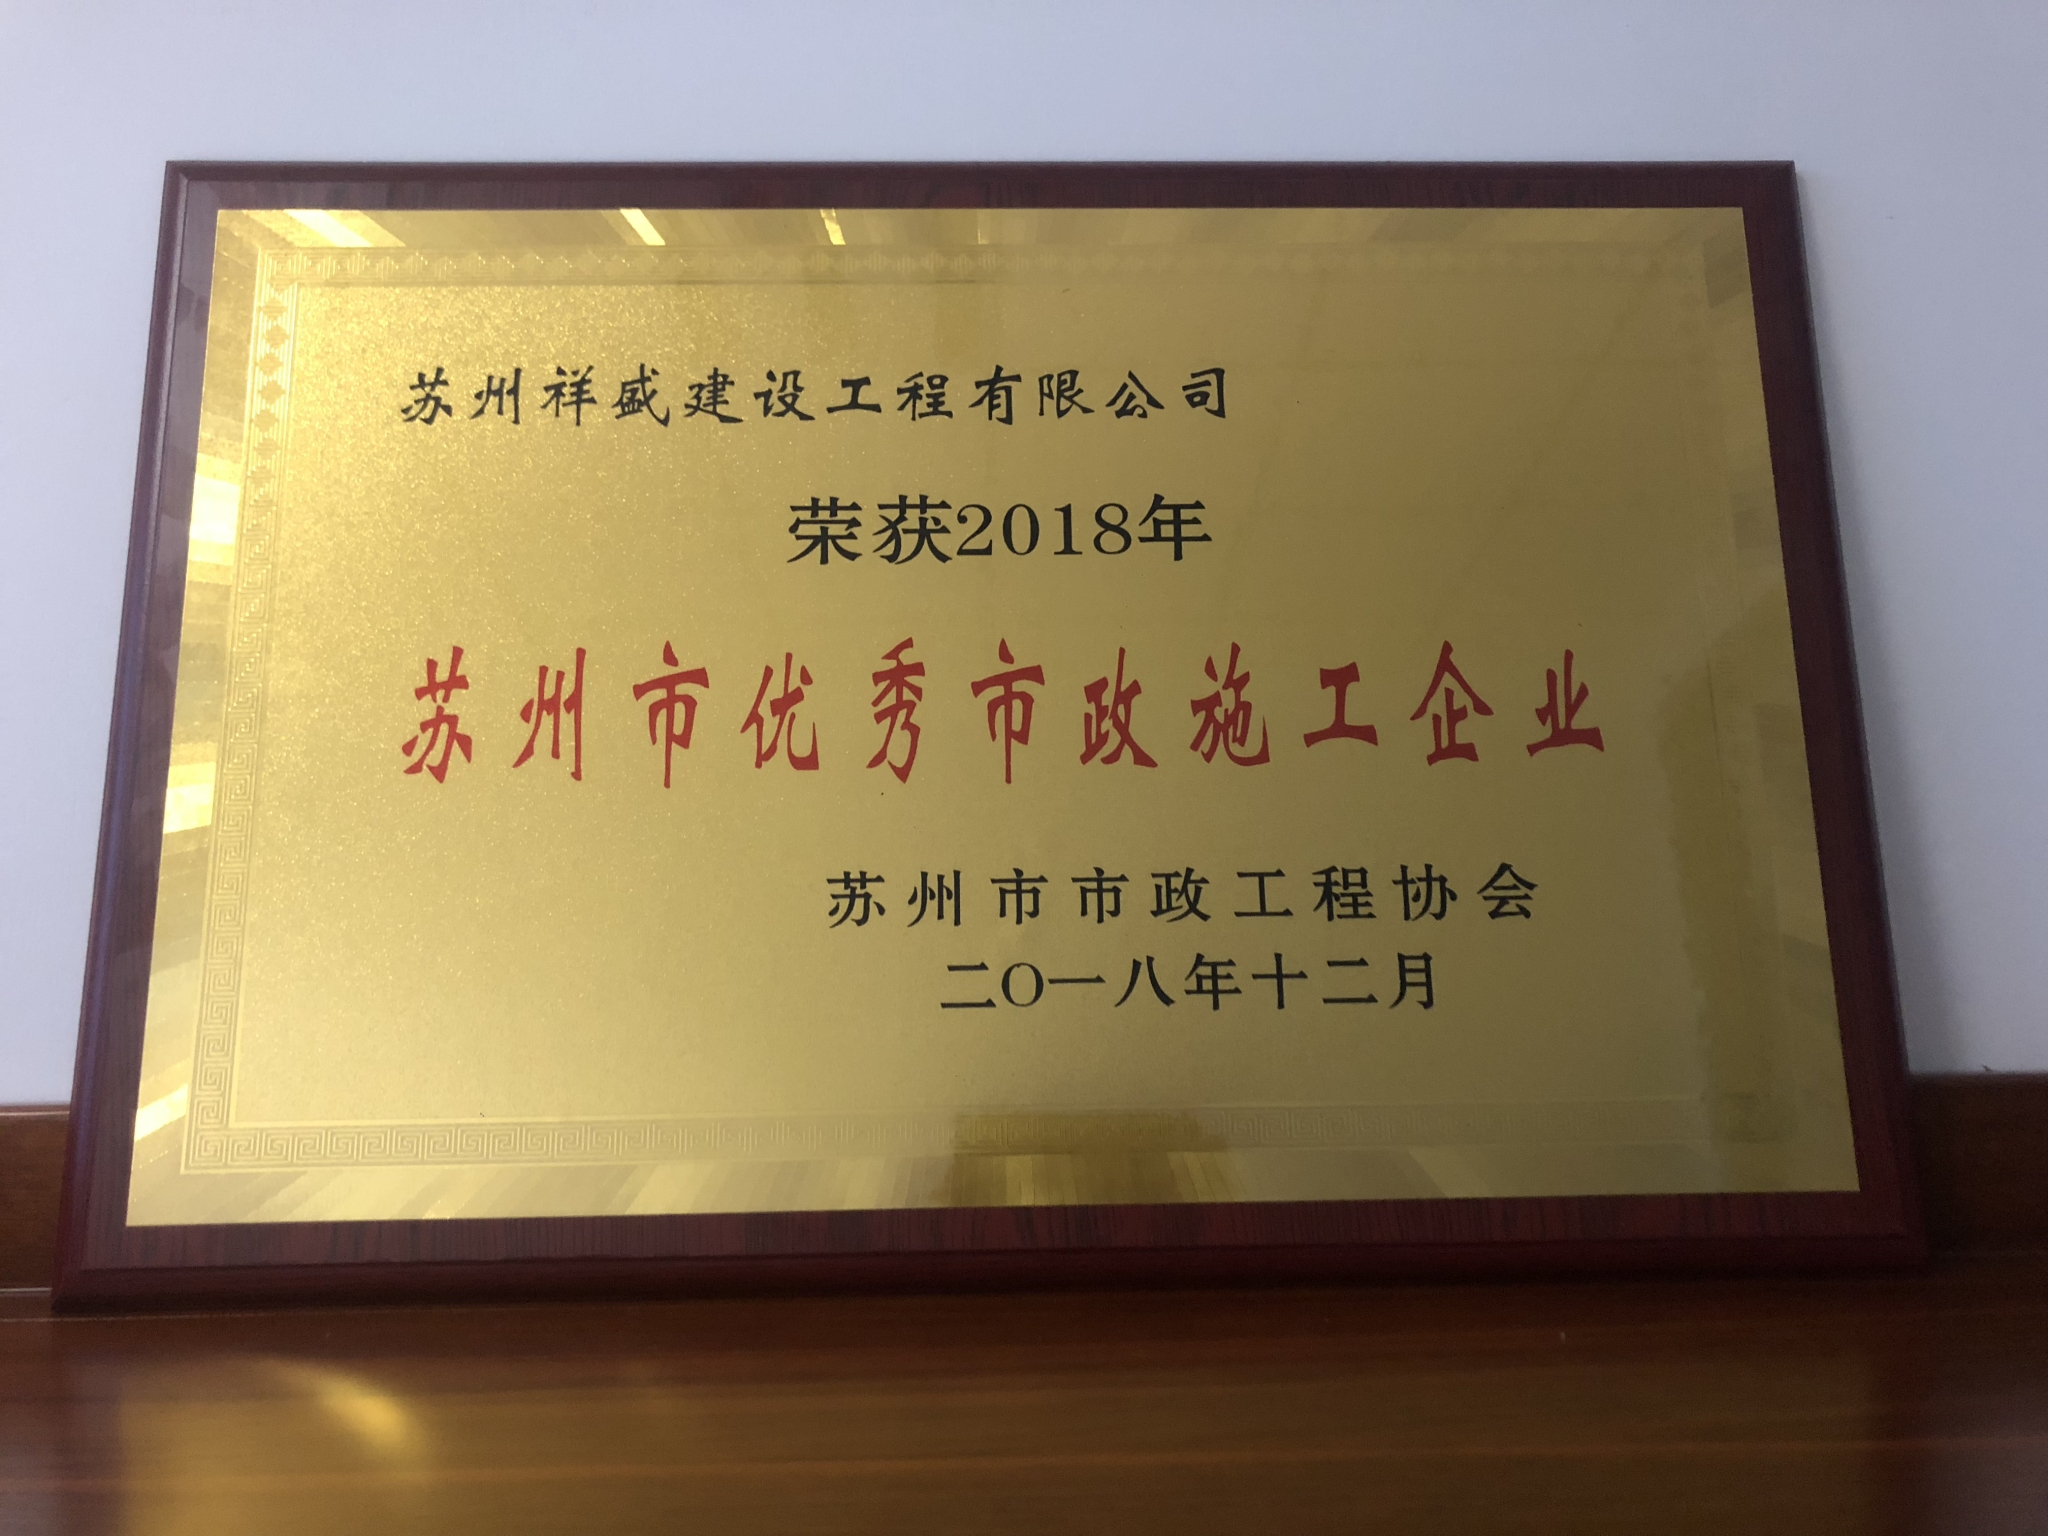 苏州祥盛建设工程有限公司
荣获2018年
苏州市优秀市政施工企业
苏州市市政工程协会
二〇一八年十二月